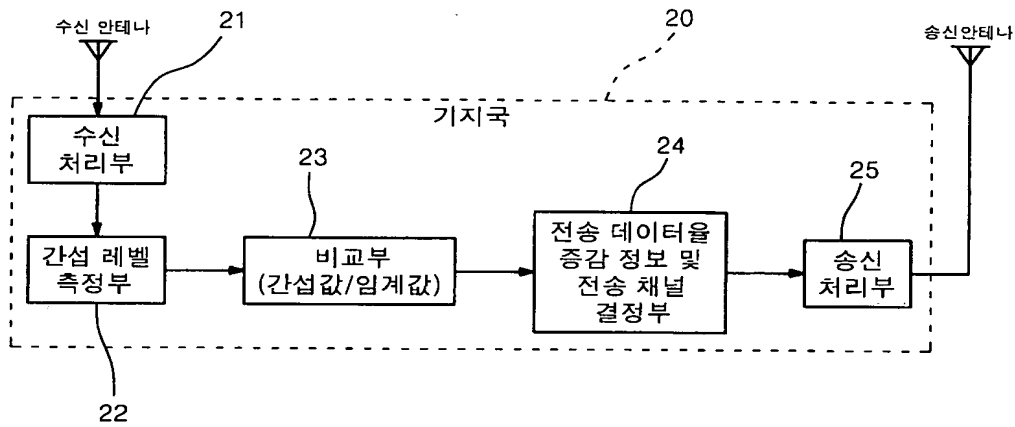 수신 안테나
21
20
송신안테나
기지국
수신
처리부
23
24
25
간섭 레벨
측정부
비교부
(간섭값/임계값)
전송 데이터율
증감 정보 및
전송 채널
결정부
송신
처리부
22